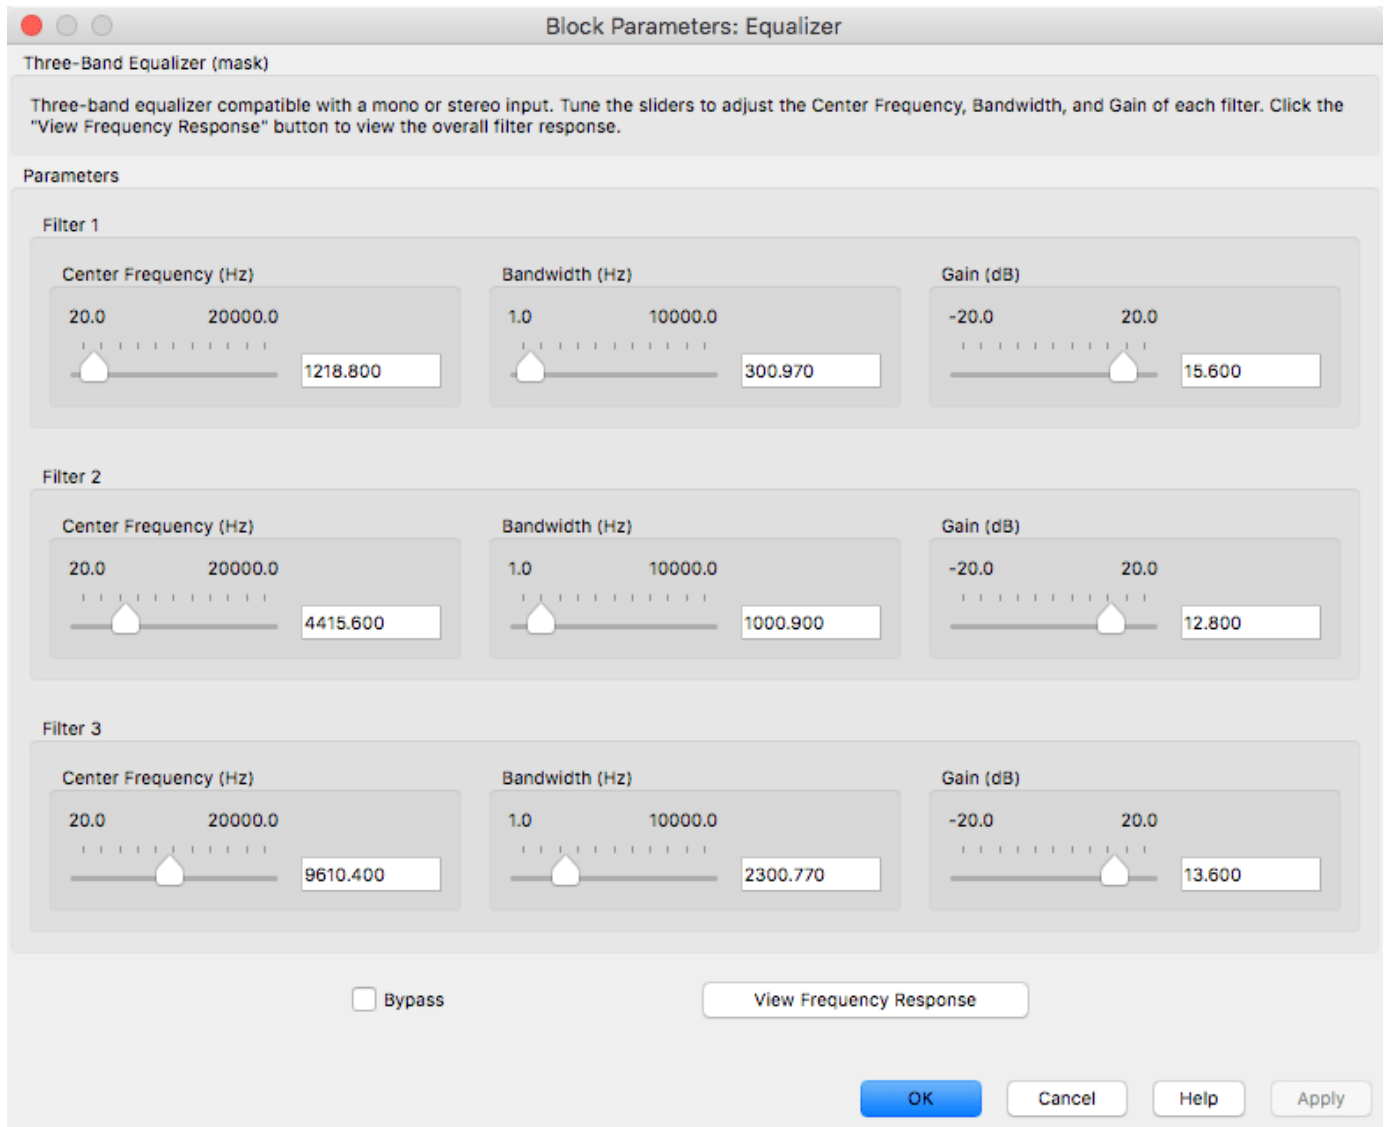 Block Parameters: Equalizer
Three-Band Equalizer (mask)
Three-band equalizer compatible with a mono or stereo input. Tune the sliders to adjust the Center Frequency, Bandwidth, and Gain of each filter. Click the
"View Frequency Response" button to view the overall filter response.
Parameters
Filter 1
Center Frequency (Hz) Bandwidth (Hz) Gain (dB)
20.0 20000.0 1.0 10000.0 -20.0 20.0
1218.800 300.970 15.600
Filter 2
Center Frequency (Hz) Bandwidth (Hz) Gain (dB)
20.0 20000.0 1.0 10000.0 -20.0 20.0
4415.600 1000.900 12.800
Filter 3
Center Frequency (Hz) Bandwidth (Hz) Gain (dB)
20.0 20000.0 1.0 10000.0 -20.0 20.0
9610.400 2300.770 13.600
Bypass View Frequency Response
OK Cancel Help Apply